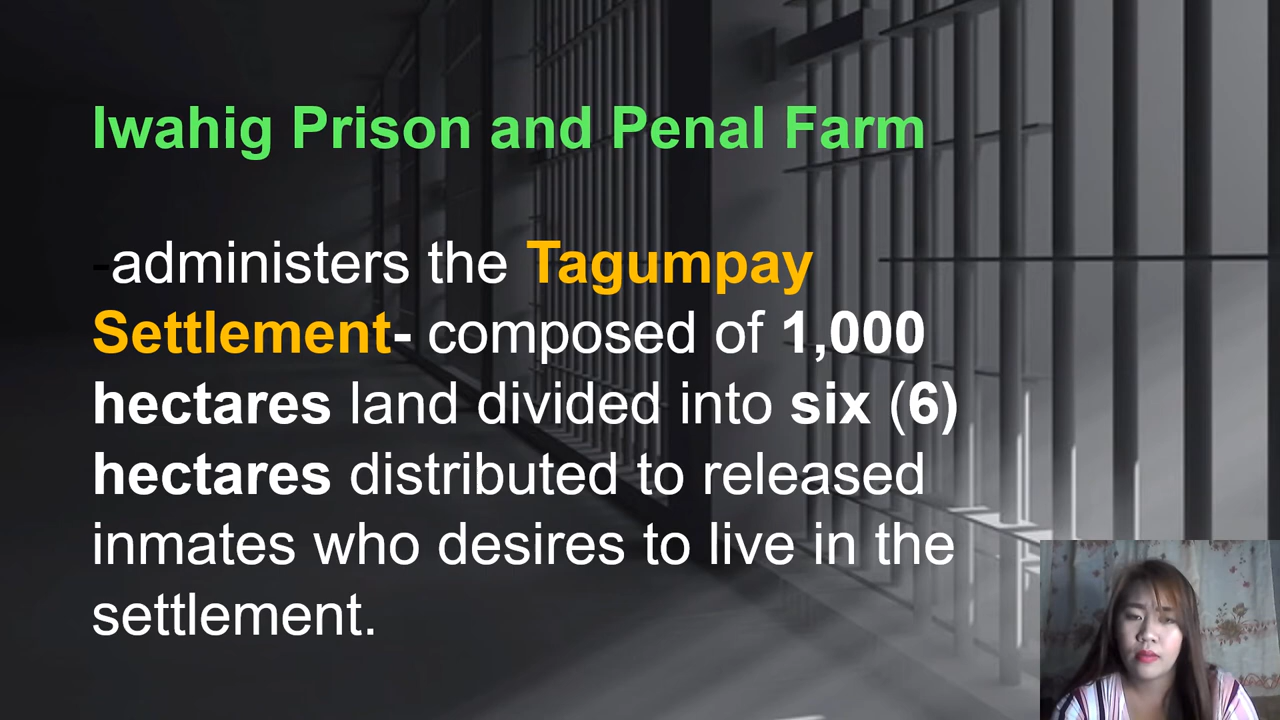 Iwahig Prison and Penal Farm
-administers the Tagumpay
Settlement- composed of 1,000
hectares land divided into six (6)
hectares distributed to released
inmates who desires to live in the
settlement.